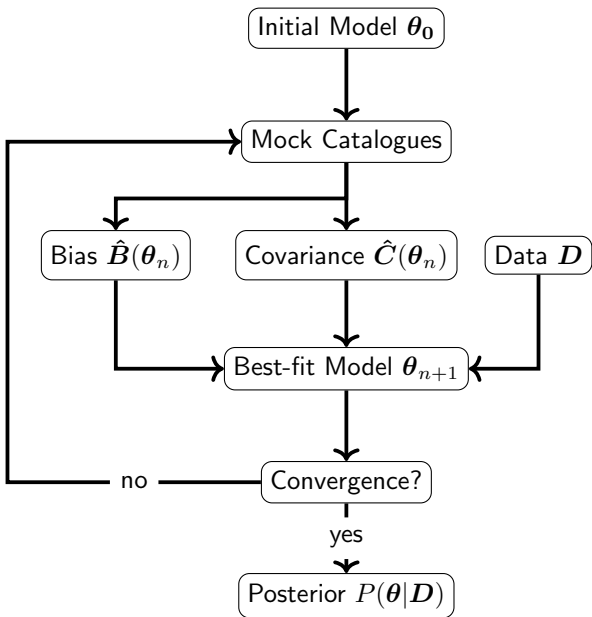 Initial Model θ₀
Mock Catalogues
Bias B̂(θₙ)
Covariance Ĉ(θₙ)
Data D
Best-fit Model θₙ₊₁
no
Convergence?
yes
Posterior P(θ|D)